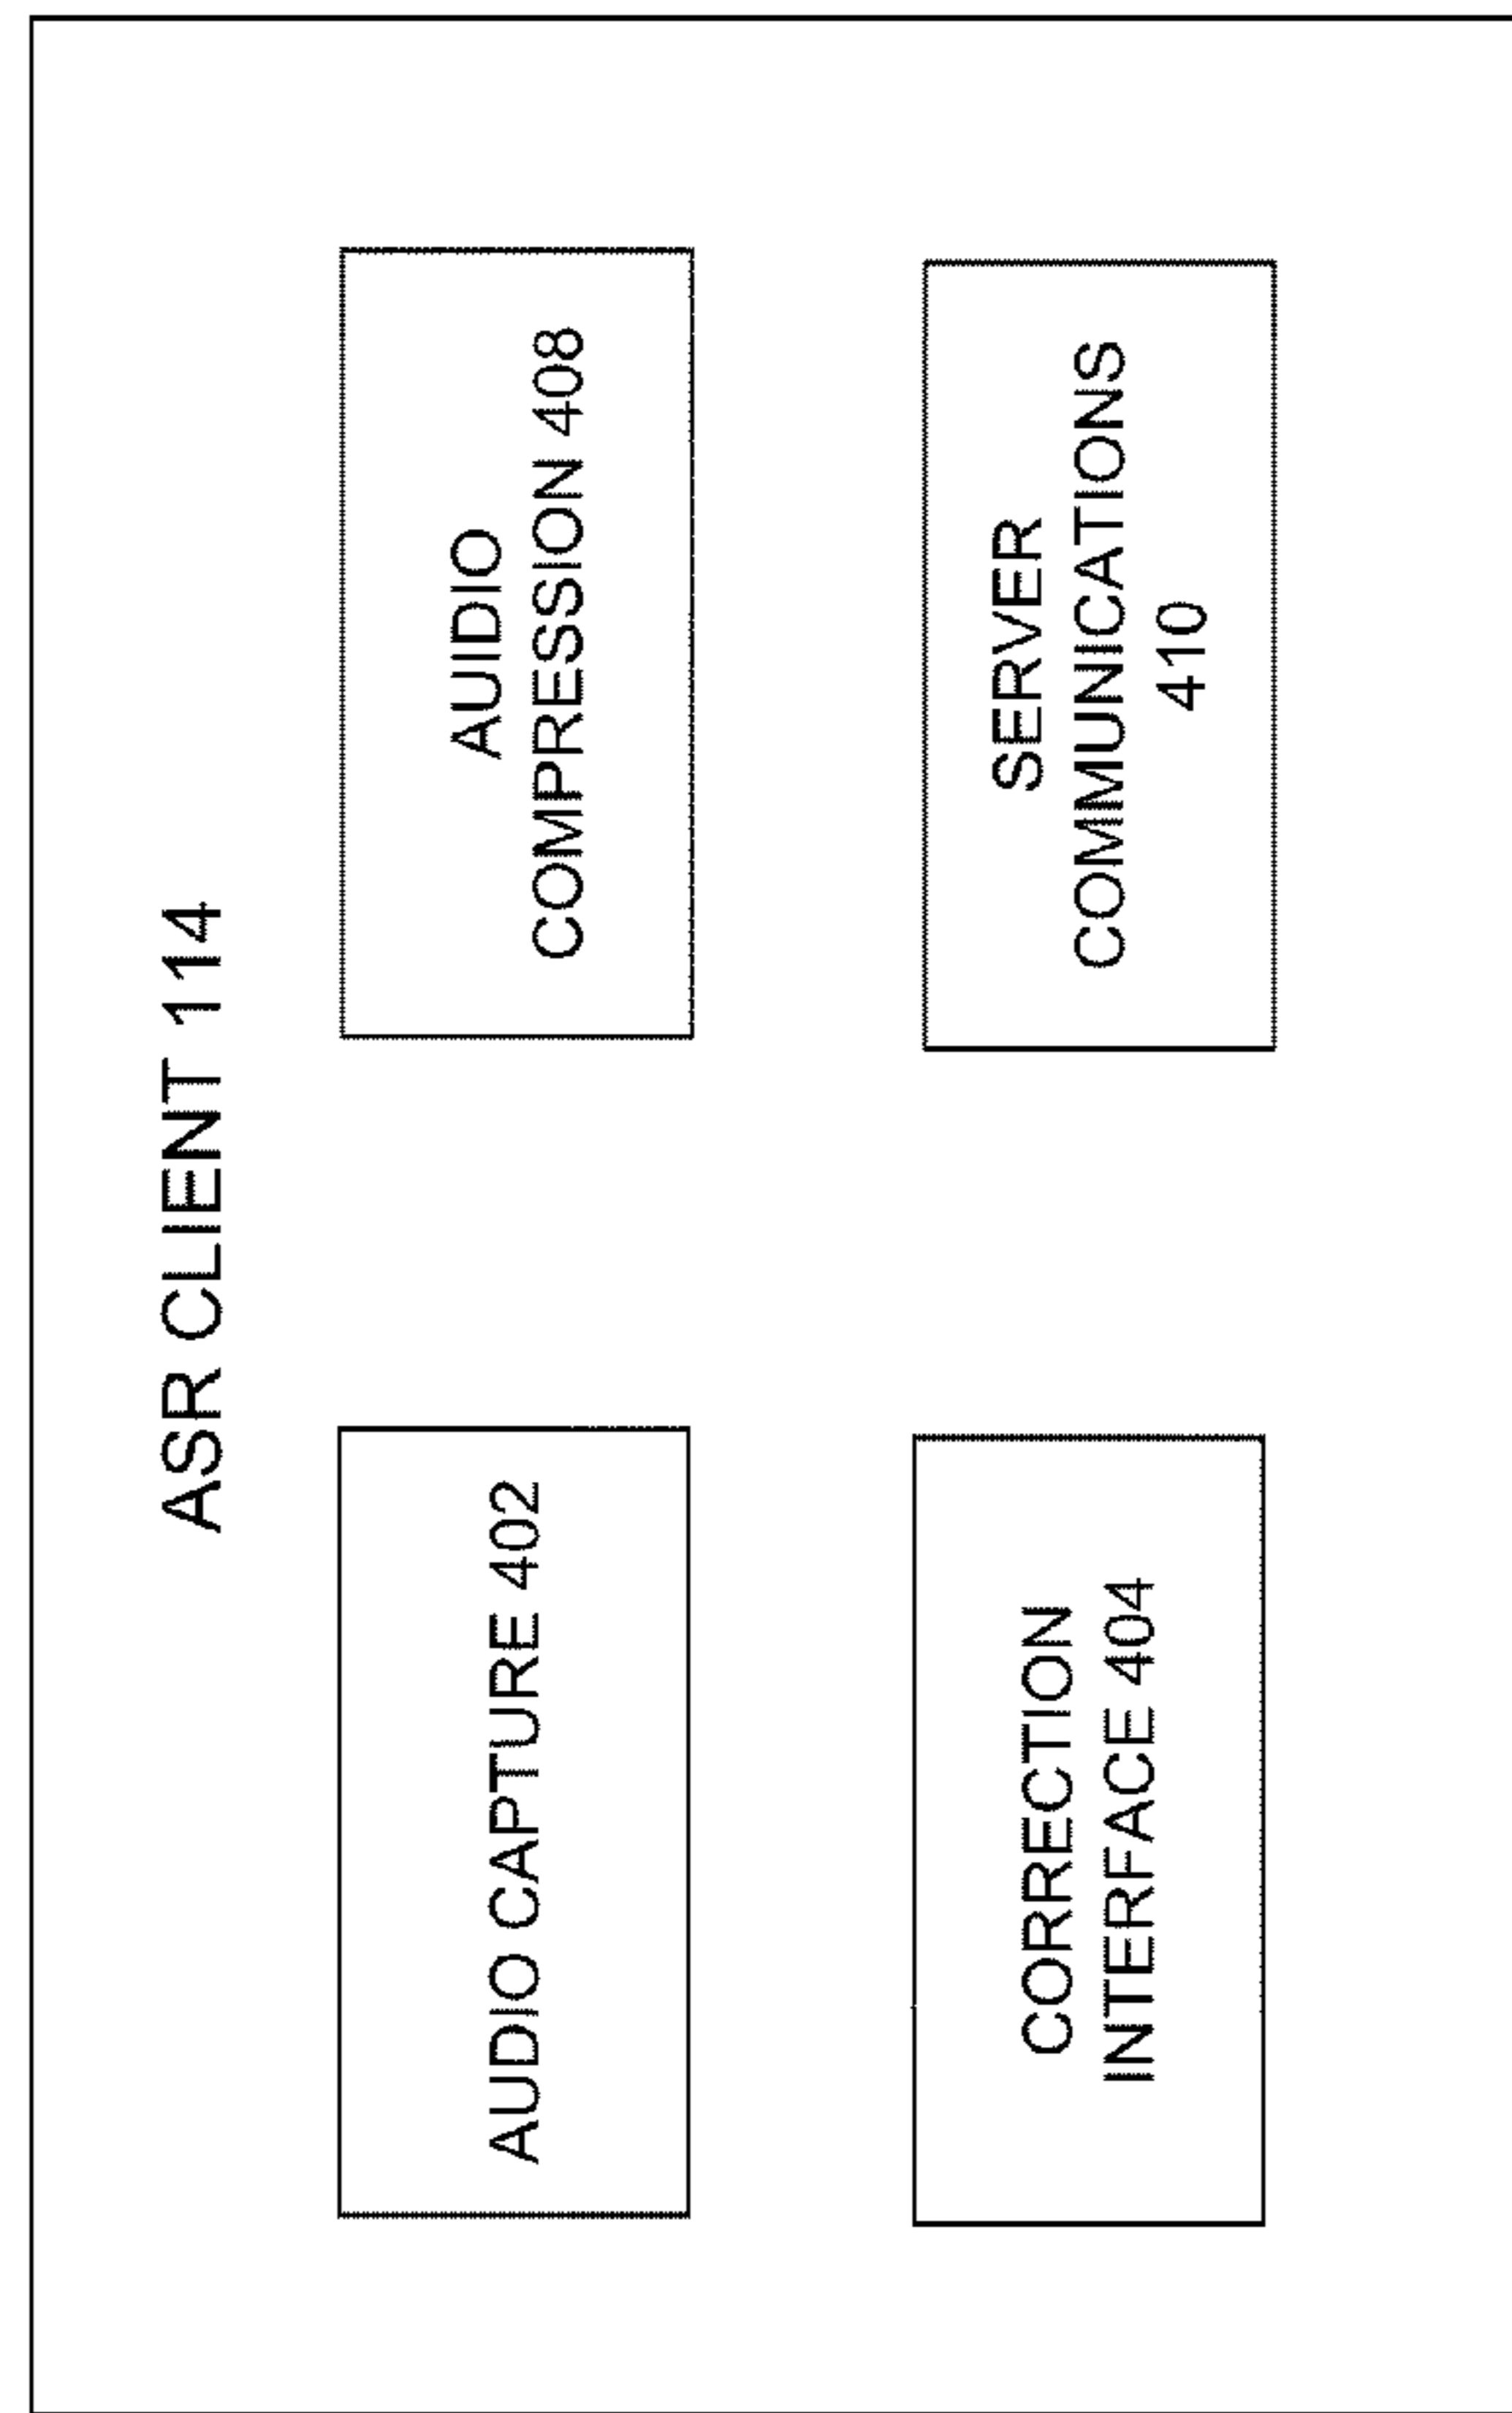 ASR CLIENT 114
AUDIO CAPTURE 402
AUIDIO
COMPRESSION 408
CORRECTION
INTERFACE 404
SERVER
COMMUNICATIONS
410